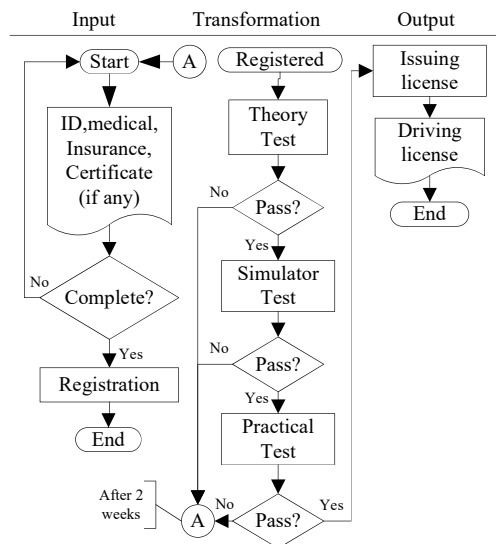 Input
Transformation
Output
Start
A
ID,medical,
Insurance,
Certificate
(if any)
No
Complete?
Yes
Registration
End
Registered
Theory
Test
No
Pass?
Yes
Simulator
Test
No
Pass?
Yes
Practical
Test
After 2
weeks
A
No
Pass?
Yes
Issuing
license
Driving
license
End